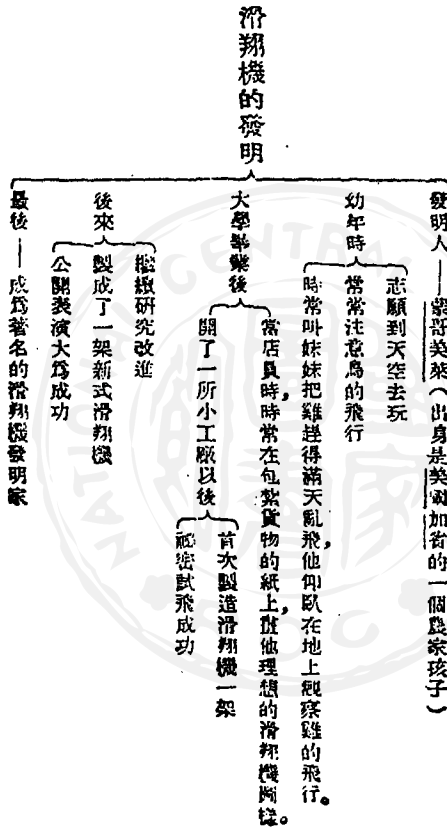 滑翔機的發明
發明人——蒙哥美萊(出身是美國加省的一個農家孩子)
幼年時
志願到天空去玩
常常注意鳥的飛行
時常叫妹妹把雞趕得滿天亂飛,他仰臥在地上觀察雞的飛行。
大學畢業後
當店員時,時常在包紮貨物的紙上,畫他理想的滑翔機圖樣。
開了一所小工廠以後
首次製造滑翔機一架
祕密試飛成功
後來
繼續研究改進
製成了一架新式滑翔機
公開表演大爲成功
最後——成爲著名的滑翔機發明家
NATIONAL CENTRAL